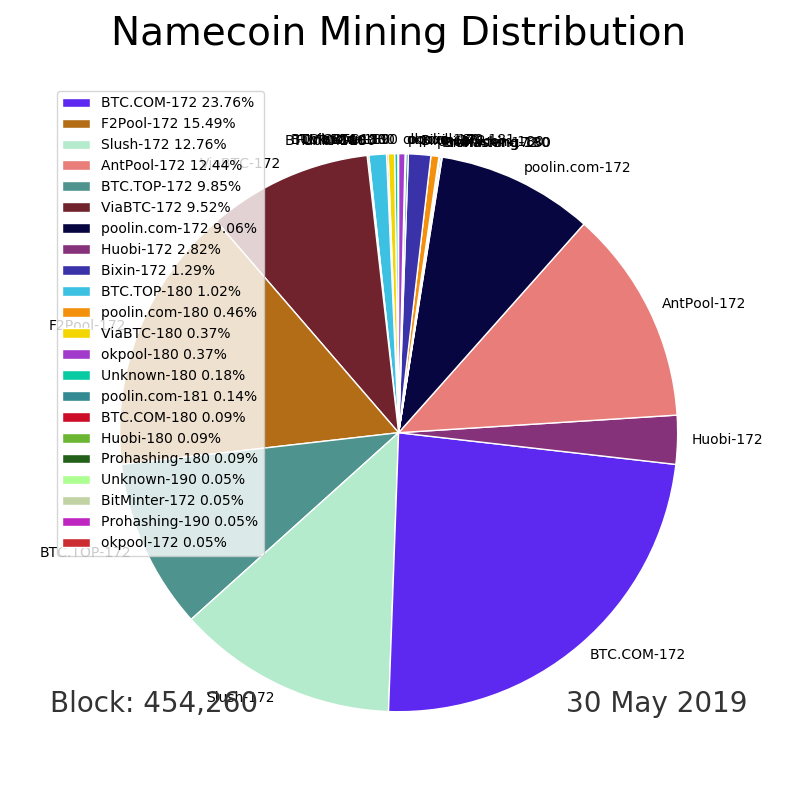 Namecoin Mining Distribution
BTC.COM-172 23.76%
F2Pool-172 15.49%
Slush-172 12.76%
AntPool-172 12.44%
BTC.TOP-172 9.85%
ViaBTC-172 9.52%
poolin.com-172 9.06%
Huobi-172 2.82%
Bixin-172 1.29%
BTC.TOP-180 1.02%
poolin.com-180 0.46%
ViaBTC-180 0.37%
okpool-180 0.37%
Unknown-180 0.18%
poolin.com-181 0.14%
BTC.COM-180 0.09%
Huobi-180 0.09%
Prohashing-180 0.09%
Unknown-190 0.05%
BitMinter-172 0.05%
Prohashing-190 0.05%
okpool-172 0.05%
poolin.com-172
AntPool-172
Huobi-172
BTC.COM-172
Slush-172
BTC.TOP-172
F2Pool-172
ViaBTC-172
Block: 454,260
30 May 2019